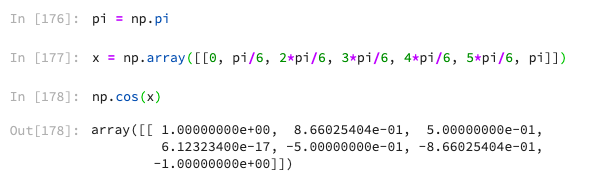 In [176]: pi = np.pi
In [177]: x = np.array([[0, pi/6, 2*pi/6, 3*pi/6, 4*pi/6, 5*pi/6, pi]])
In [178]: np.cos(x)
Out[178]: array([[ 1.00000000e+00, 8.66025404e-01, 5.00000000e-01,
6.12323400e-17, -5.00000000e-01, -8.66025404e-01,
-1.00000000e+00]])